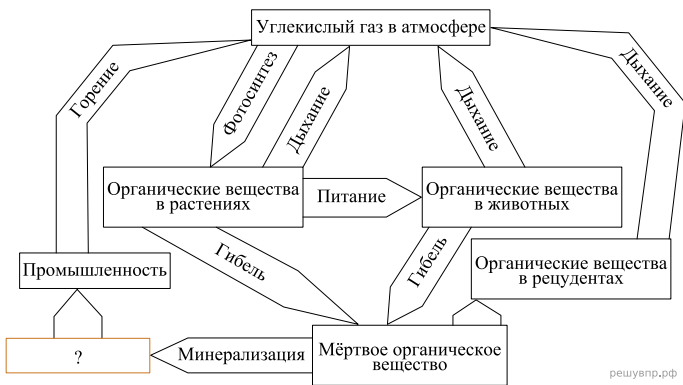 Углекислый газ в атмосфере
Горение
Фотосинтез
Дыхание
Дыхание
Дыхание
Органические вещества
в растениях
Питание
Органические вещества
в животных
Гибель
Гибель
Промышленность
Органические вещества
в рецудентах
?
Минерализация
Мёртвое органическое
вещество
решувпр.рф